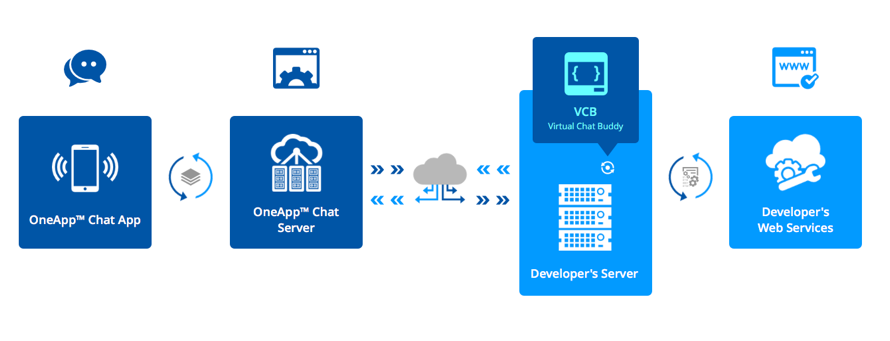 OneApp™ Chat App
OneApp™ Chat
Server
{ }
VCB
Virtual Chat Buddy
Developer's Server
WWW
Developer's
Web Services